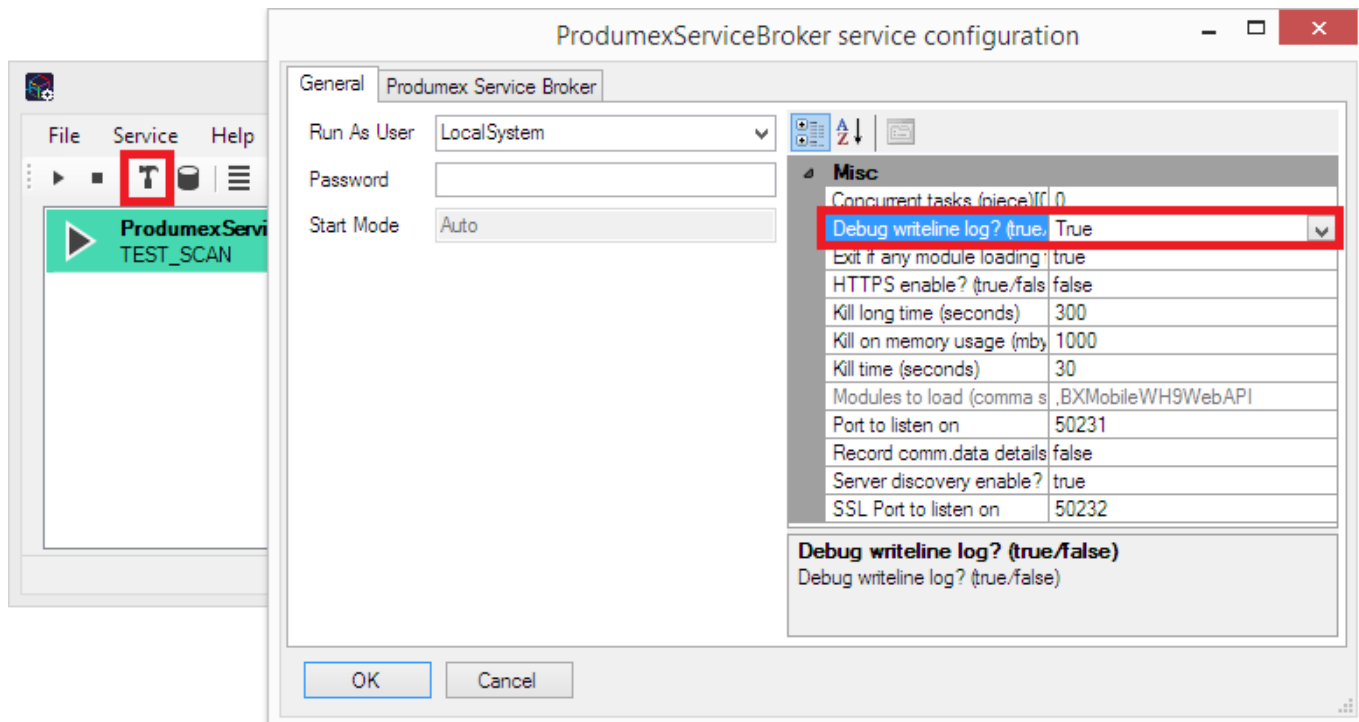 ProdumexServiceBroker service configuration
File Service Help
ProdumexServi
TEST_SCAN
General Produmex Service Broker
Run As User LocalSystem
Password
Start Mode Auto
Misc
Concurrent tasks (piece)[( 0
Debug writeline log? (true, True
Exit if any module loading true
HTTPS enable? (true/fals false
Kill long time (seconds) 300
Kill on memory usage (mby 1000
Kill time (seconds) 30
Modules to load (comma s ,BXMobileWH9WebAPI
Port to listen on 50231
Record comm.data details false
Server discovery enable? true
SSL Port to listen on 50232
Debug writeline log? (true/false)
Debug writeline log? (true/false)
OK Cancel